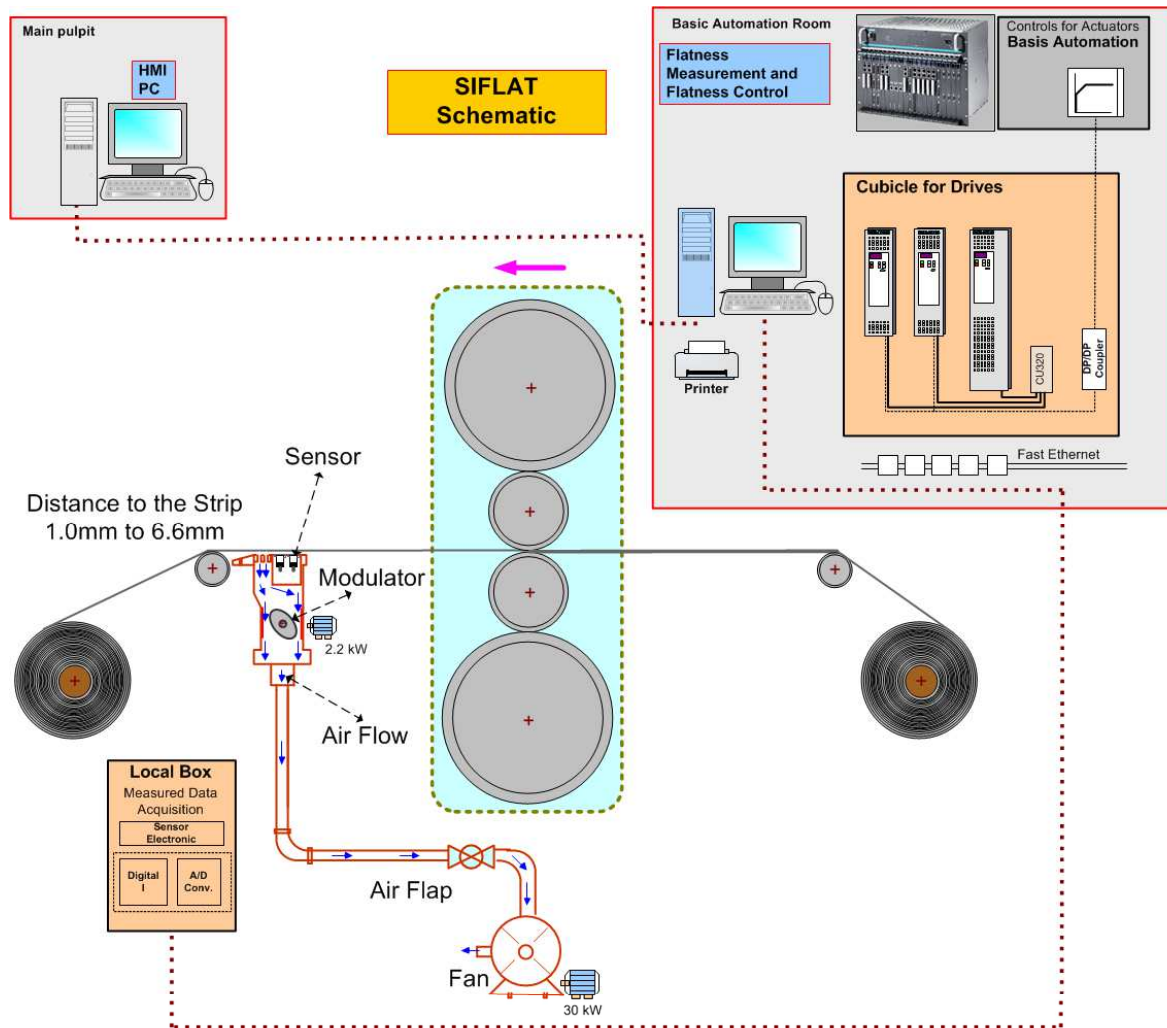 Main pulpit
HMI
PC
SIFLAT
Schematic
Basic Automation Room
Flatness
Measurement and
Flatness Control
Controls for Actuators
Basis Automation
Cubicle for Drives
CU320
DP/DP
Coupler
Printer
Fast Ethernet
Sensor
Distance to the Strip
1.0mm to 6.6mm
Modulator
2.2 kW
Air Flow
Local Box
Measured Data
Acquisition
Sensor
Electronic
Digital
I
A/D
Conv.
Air Flap
Fan
30 kW